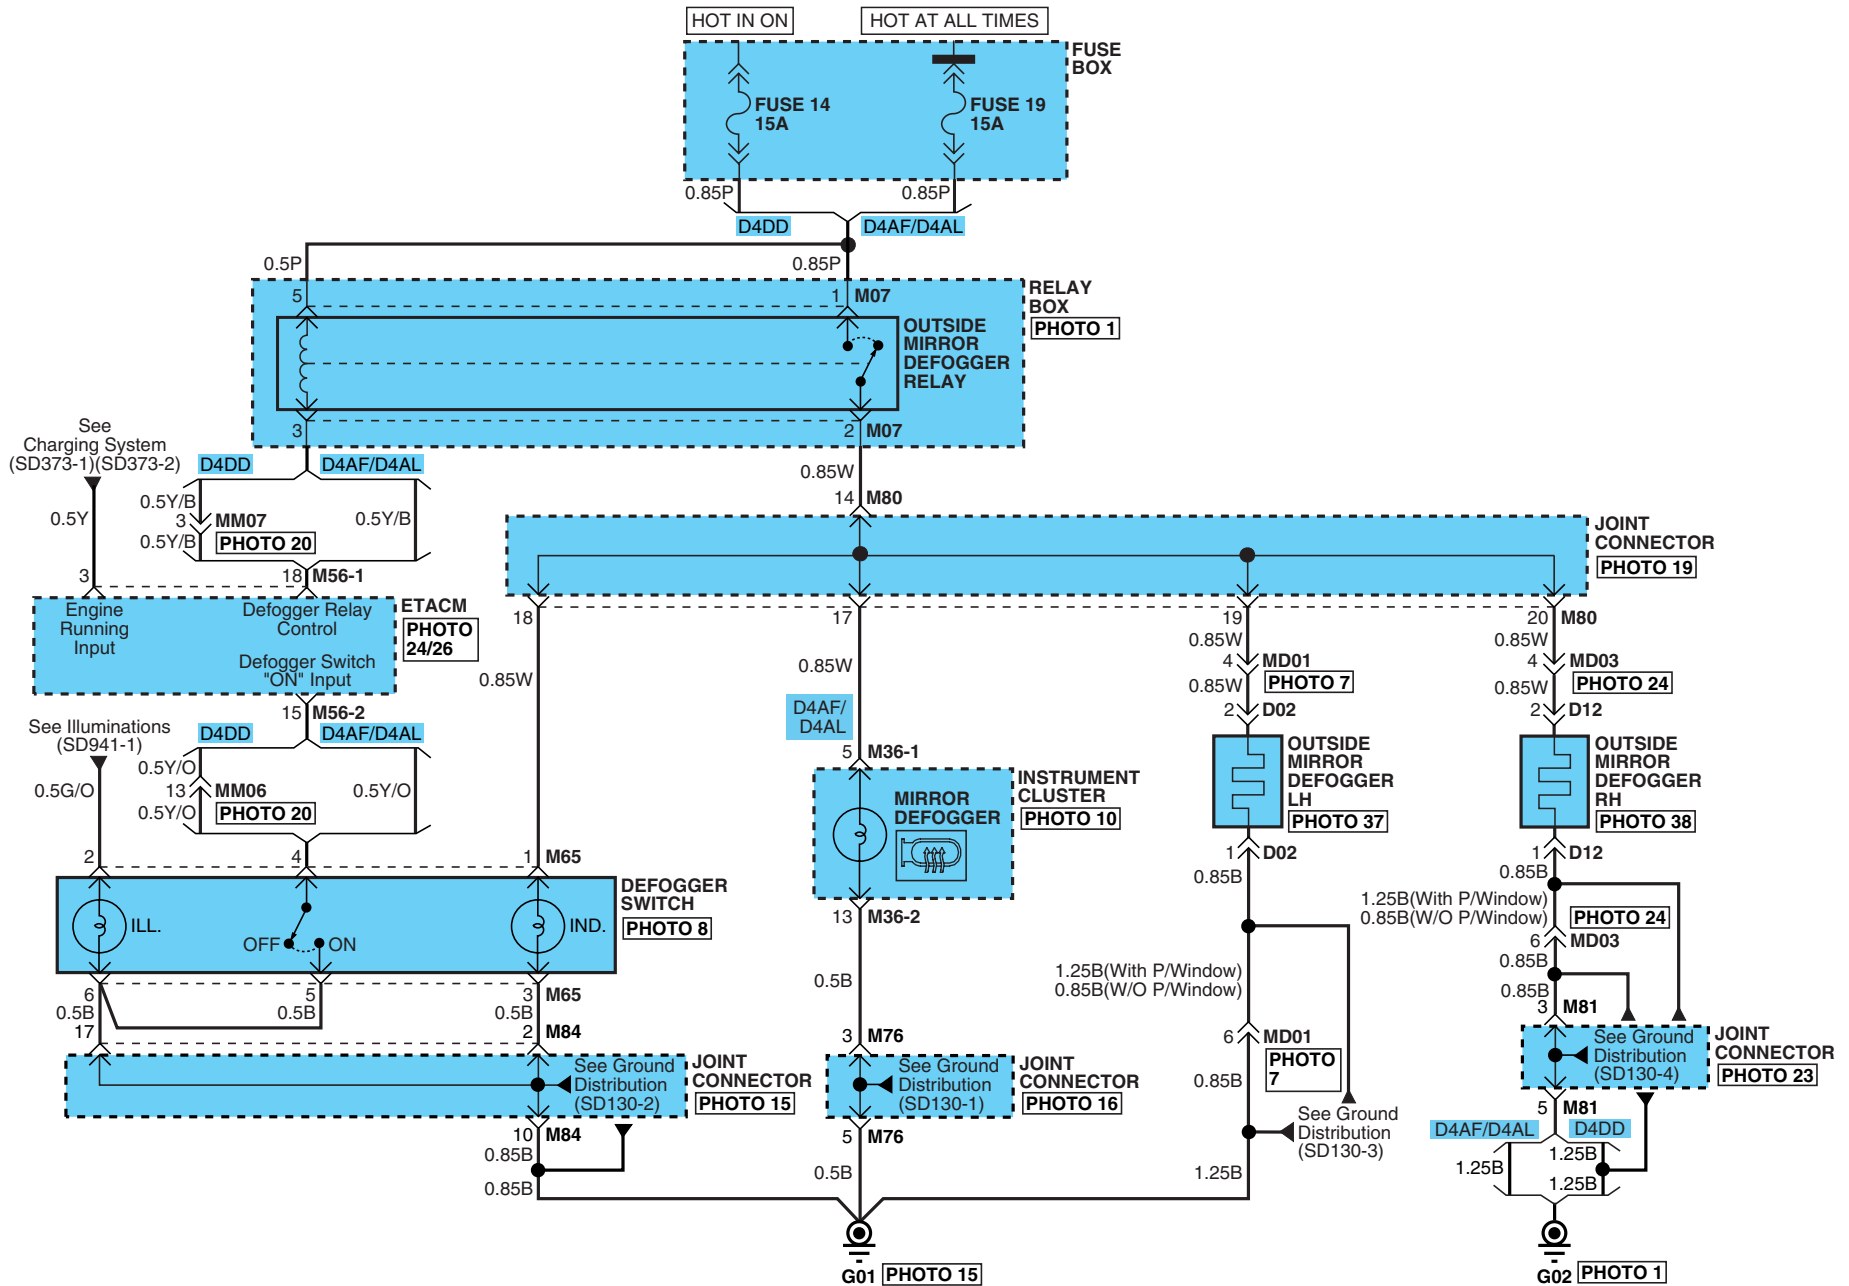 HOT IN ON
HOT AT ALL TIMES
FUSE
BOX
FUSE 14
15A
FUSE 19
15A
0.85P
0.85P
D4DD
D4AF/D4AL
0.5P
0.85P
5
1
M07
RELAY
BOX
PHOTO 1
OUTSIDE
MIRROR
DEFOGGER
RELAY
3
2
M07
See
Charging System
(SD373-1)(SD373-2)
D4DD
D4AF/D4AL
0.5Y
0.5Y/B
3
MM07
0.5Y/B
PHOTO 20
0.5Y/B
0.85W
14
M80
JOINT
CONNECTOR
PHOTO 19
3
18
M56-1
Engine
Running
Input
Defogger Relay
Control
Defogger Switch
"ON" Input
ETACM
PHOTO
24/26
15
M56-2
18
17
19
20
M80
0.85W
0.85W
D4AF/
D4AL
0.85W
4
MD01
PHOTO 7
0.85W
2
D02
0.85W
4
MD03
PHOTO 24
0.85W
2
D12
See Illuminations
(SD941-1)
D4DD
D4AF/D4AL
0.5G/O
0.5Y/O
13
MM06
0.5Y/O
PHOTO 20
0.5Y/O
5
M36-1
INSTRUMENT
CLUSTER
PHOTO 10
MIRROR
DEFOGGER
OUTSIDE
MIRROR
DEFOGGER
LH
PHOTO 37
OUTSIDE
MIRROR
DEFOGGER
RH
PHOTO 38
2
4
1
M65
DEFOGGER
SWITCH
PHOTO 8
ILL.
OFF
ON
IND.
13
M36-2
1
D02
0.85B
1
D12
0.85B
1.25B(With P/Window)
0.85B(W/O P/Window)
PHOTO 24
6
MD03
0.85B
0.85B
3
M81
6
0.5B
17
5
0.5B
3
M65
0.5B
2
M84
0.5B
3
M76
1.25B(With P/Window)
0.85B(W/O P/Window)
6
MD01
PHOTO
7
0.85B
See Ground
Distribution
(SD130-2)
JOINT
CONNECTOR
PHOTO 15
See Ground
Distribution
(SD130-1)
JOINT
CONNECTOR
PHOTO 16
See Ground
Distribution
(SD130-3)
See Ground
Distribution
(SD130-4)
JOINT
CONNECTOR
PHOTO 23
10
M84
0.85B
0.85B
5
M76
0.5B
1.25B
5
M81
D4AF/D4AL
D4DD
1.25B
1.25B
1.25B
G01
PHOTO 15
G02
PHOTO 1